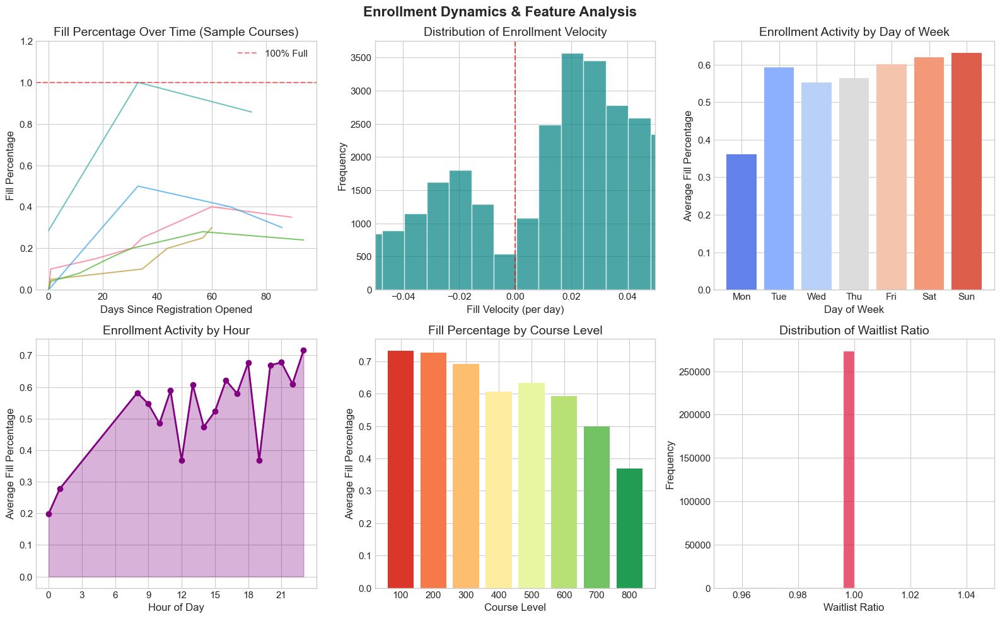 Enrollment Dynamics & Feature Analysis
Fill Percentage Over Time (Sample Courses)
1.2
1.0
0.8
0.6
0.4
0.2
0.0
Fill Percentage
100% Full
0 20 40 60 80
Days Since Registration Opened
Distribution of Enrollment Velocity
3500
3000
2500
2000
1500
1000
500
0
Frequency
−0.04 −0.02 0.00 0.02 0.04
Fill Velocity (per day)
Enrollment Activity by Day of Week
0.6
0.5
0.4
0.3
0.2
0.1
0.0
Average Fill Percentage
Mon Tue Wed Thu Fri Sat Sun
Day of Week
Enrollment Activity by Hour
0.7
0.6
0.5
0.4
0.3
0.2
0.1
0.0
Average Fill Percentage
0 3 6 9 12 15 18 21
Hour of Day
Fill Percentage by Course Level
0.7
0.6
0.5
0.4
0.3
0.2
0.1
0.0
Average Fill Percentage
100 200 300 400 500 600 700 800
Course Level
Distribution of Waitlist Ratio
250000
200000
150000
100000
50000
0
Frequency
0.96 0.98 1.00 1.02 1.04
Waitlist Ratio